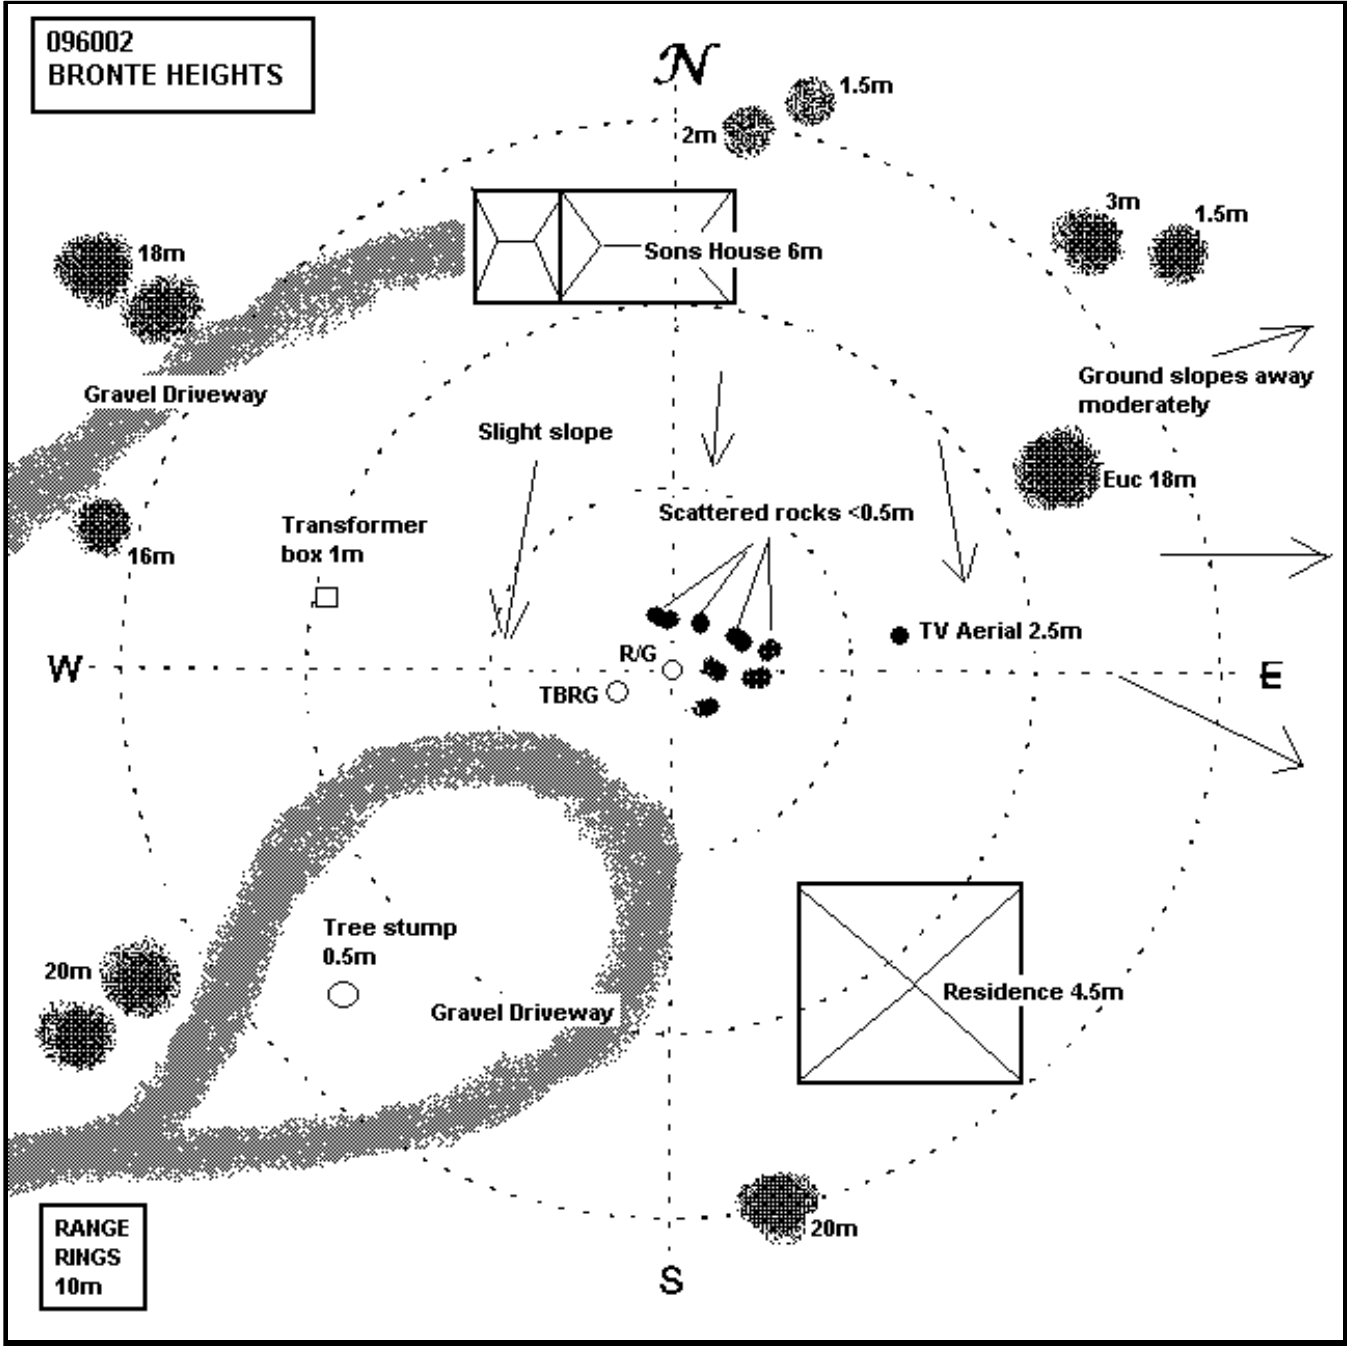 096002
BRONTE HEIGHTS
N
1.5m
2m
3m
1.5m
18m
Sons House 6m
Gravel Driveway
Ground slopes away
moderately
Slight slope
Euc 18m
Scattered rocks <0.5m
Transformer
box 1m
16m
TV Aerial 2.5m
R/G
W
E
TBRG
Tree stump
0.5m
20m
Residence 4.5m
Gravel Driveway
20m
RANGE
RINGS
10m
S